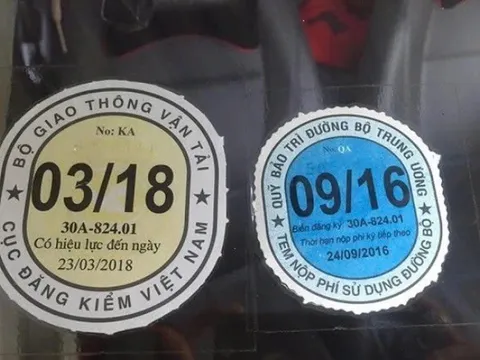 BỘ GIAO THÔNG VẬN TẢI
No: KA
03/18
30A-824.01
Có hiệu lực đến ngày
23/03/2018
★ CỤC ĐĂNG KIỂM VIỆT NAM ★
QUỸ BẢO TRÌ ĐƯỜNG BỘ TRUNG ƯƠNG
No: QA
09/16
Biển đăng ký 30A-824.01
Thời hạn nộp phí kỳ tiếp theo
24/09/2016
★ TEM NỘP PHÍ SỬ DỤNG ĐƯỜNG BỘ ★